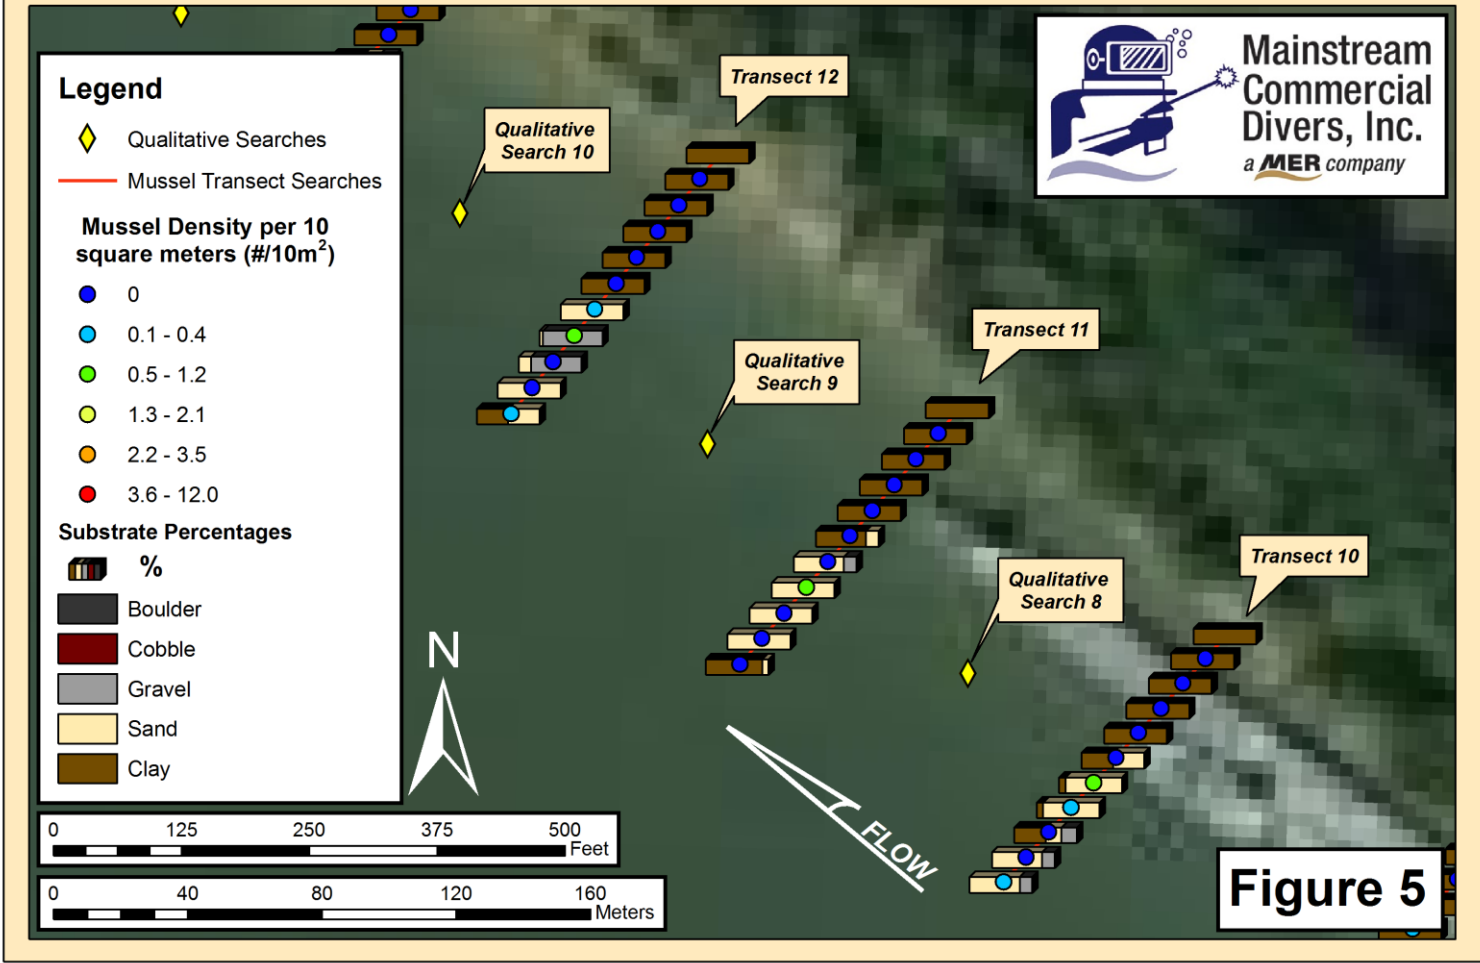 Legend
Qualitative Searches
Mussel Transect Searches
Mussel Density per 10
square meters (#/10m²)
0
0.1 - 0.4
0.5 - 1.2
1.3 - 2.1
2.2 - 3.5
3.6 - 12.0
Substrate Percentages
%
Boulder
Cobble
Gravel
Sand
Clay
0 125 250 375 500
Feet
0 40 80 120 160
Meters
N
FLOW
Transect 12
Qualitative
Search 10
Transect 11
Qualitative
Search 9
Transect 10
Qualitative
Search 8
Mainstream
Commercial
Divers, Inc.
a MER company
Figure 5